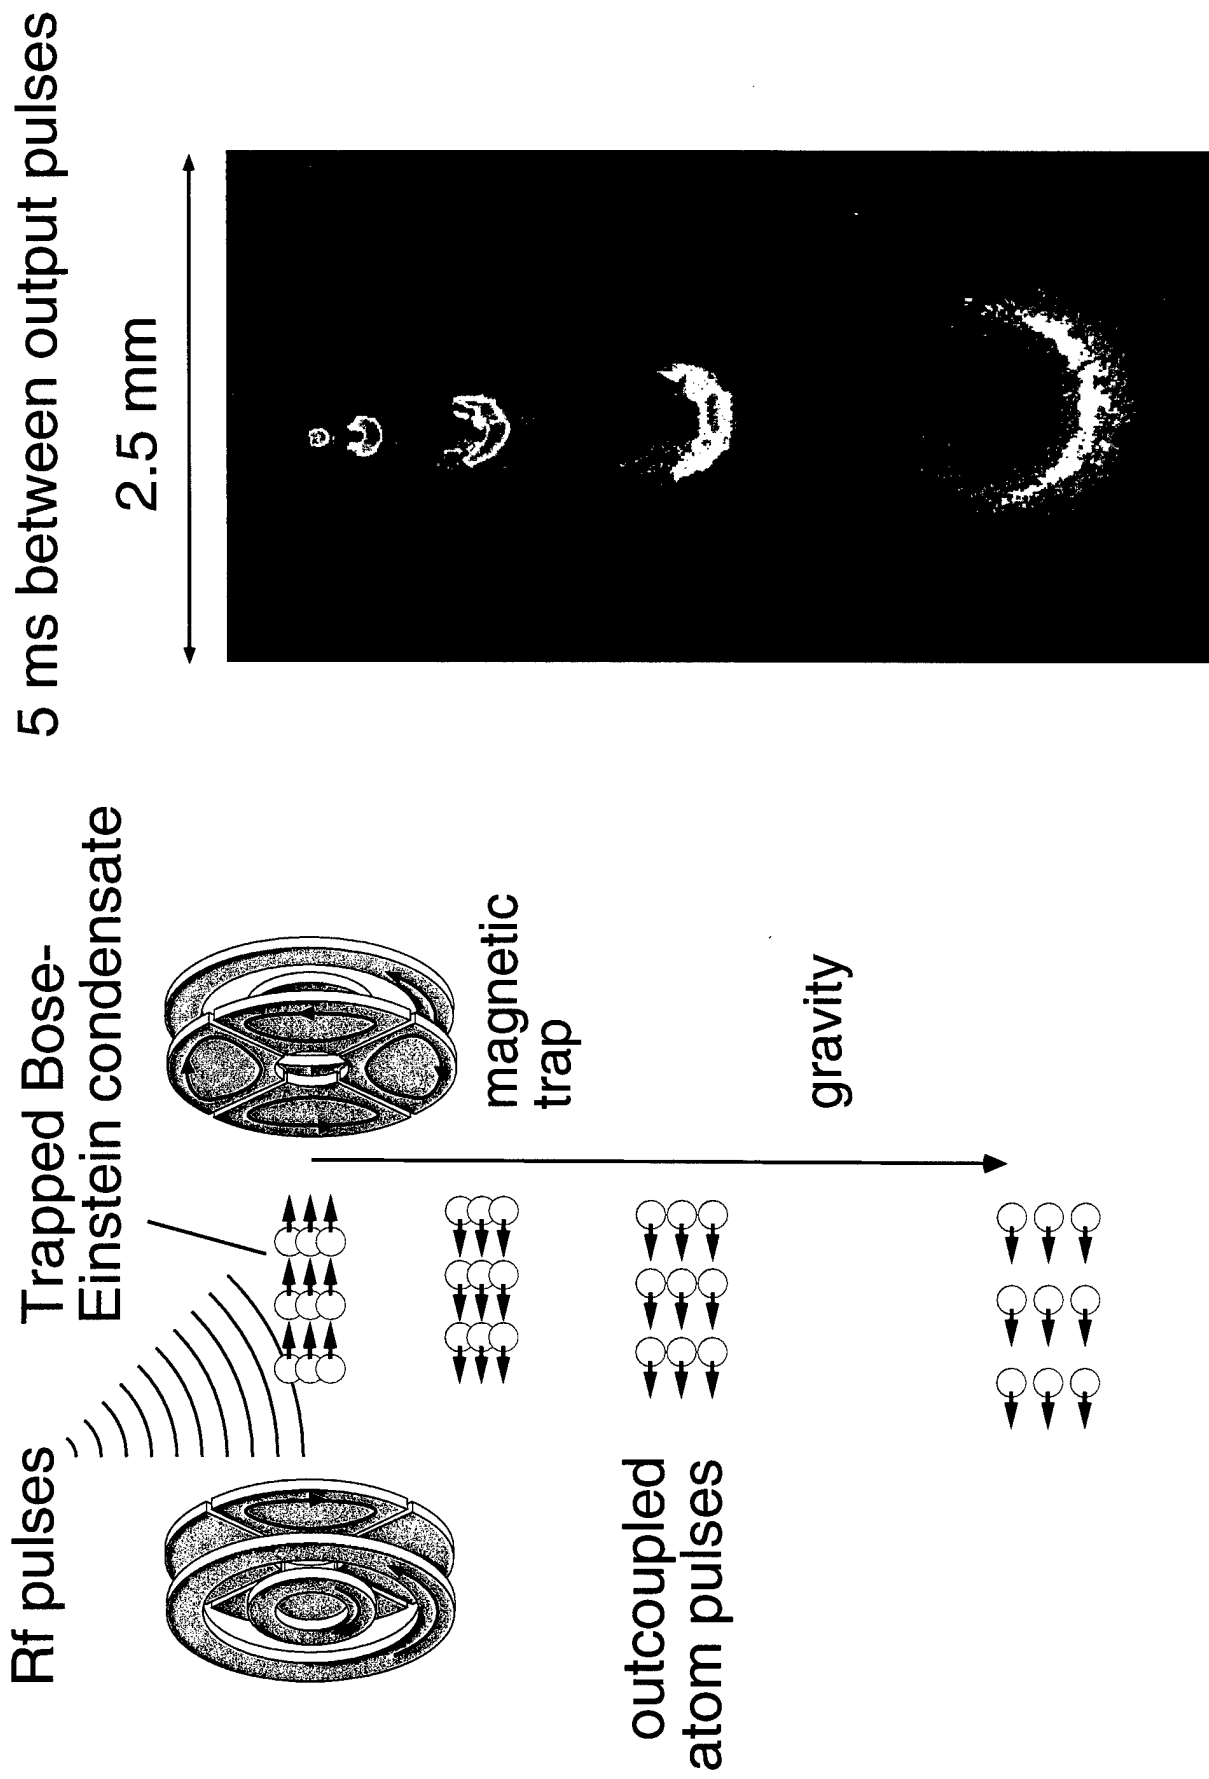 Rf pulses
Trapped Bose-
Einstein condensate
5 ms between output pulses
2.5 mm
magnetic
trap
outcoupled
atom pulses
gravity